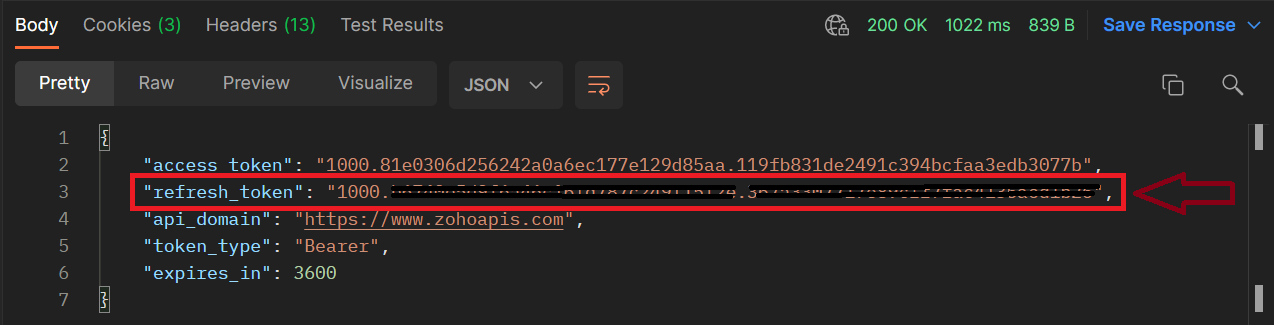 Body Cookies (3) Headers (13) Test Results 200 OK 1022 ms 839 B Save Response
Pretty Raw Preview Visualize JSON
1 {
2 "access_token": "1000.81e0306d256242a0a6ec177e129d85aa.119fb831de2491c394bcfaa3edb3077b",
3 "refresh_token": "1000.
4 "api_domain": "https://www.zohoapis.com",
5 "token_type": "Bearer",
6 "expires_in": 3600
7 }